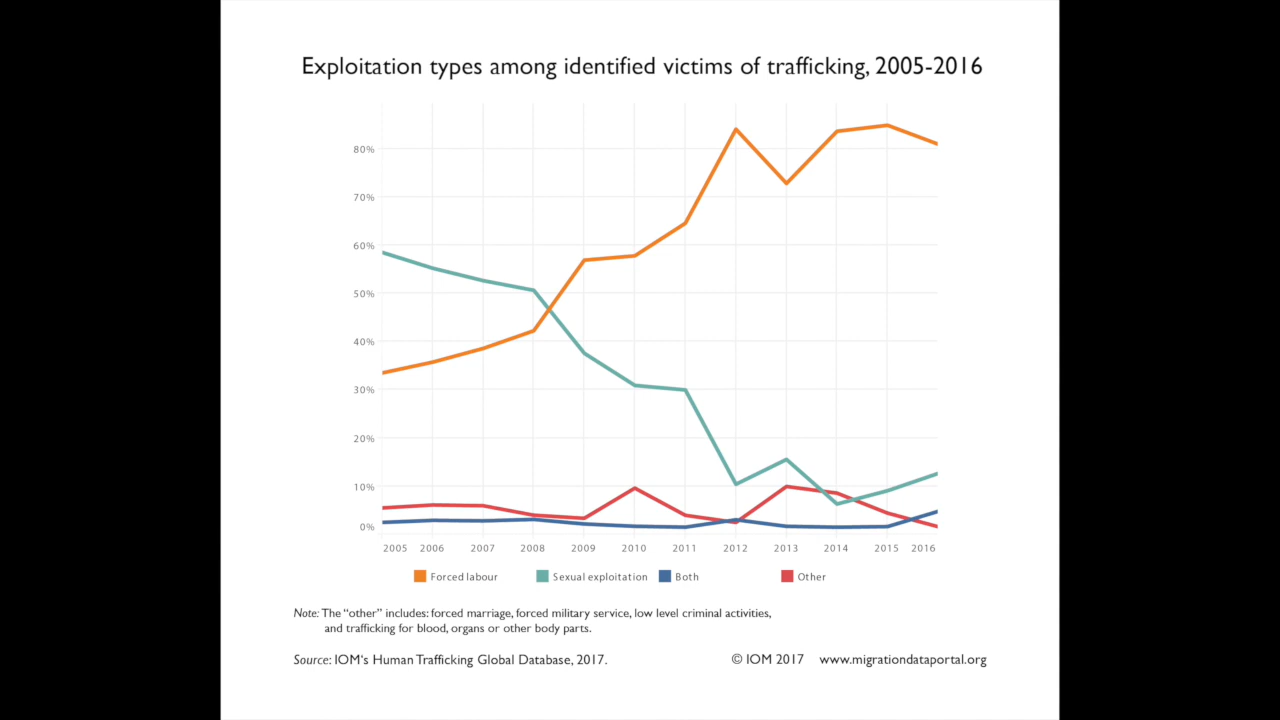 Exploitation types among identified victims of trafficking, 2005-2016
80%
70%
60%
50%
40%
30%
20%
10%
0%
2005 2006 2007 2008 2009 2010 2011 2012 2013 2014 2015 2016
Forced labour Sexual exploitation Both Other
Note: The “other” includes: forced marriage, forced military service, low level criminal activities,
and trafficking for blood, organs or other body parts.
Source: IOM's Human Trafficking Global Database, 2017. © IOM 2017 www.migrationdataportal.org